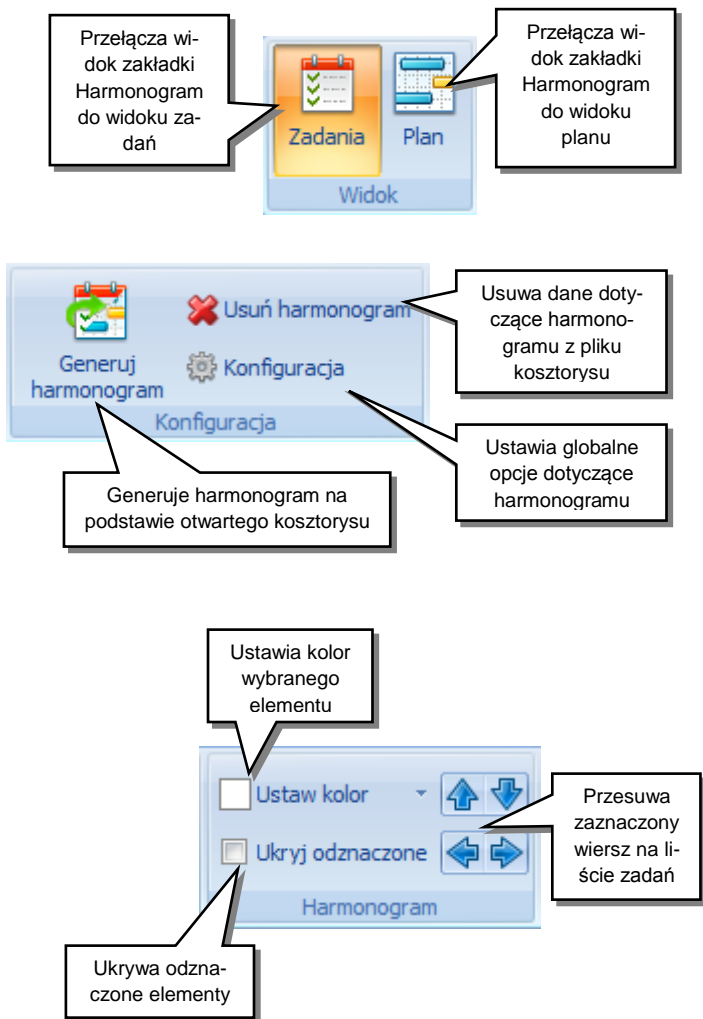 Przełącza wi-
dok zakładki
Harmonogram
do widoku za-
dań
Przełącza wi-
dok zakładki
Harmonogram
do widoku
planu
Zadania
Plan
Widok
Generuj
harmonogram
Usuń harmonogram
Konfiguracja
Konfiguracja
Usuwa dane doty-
czące harmono-
gramu z pliku
kosztorysu
Ustawia globalne
opcje dotyczące
harmonogramu
Generuje harmonogram na
podstawie otwartego kosztorysu
Ustawia kolor
wybranego
elementu
Ustaw kolor
Ukryj odznaczone
Harmonogram
Przesuwa
zaznaczony
wiersz na li-
ście zadań
Ukrywa odzna-
czone elementy